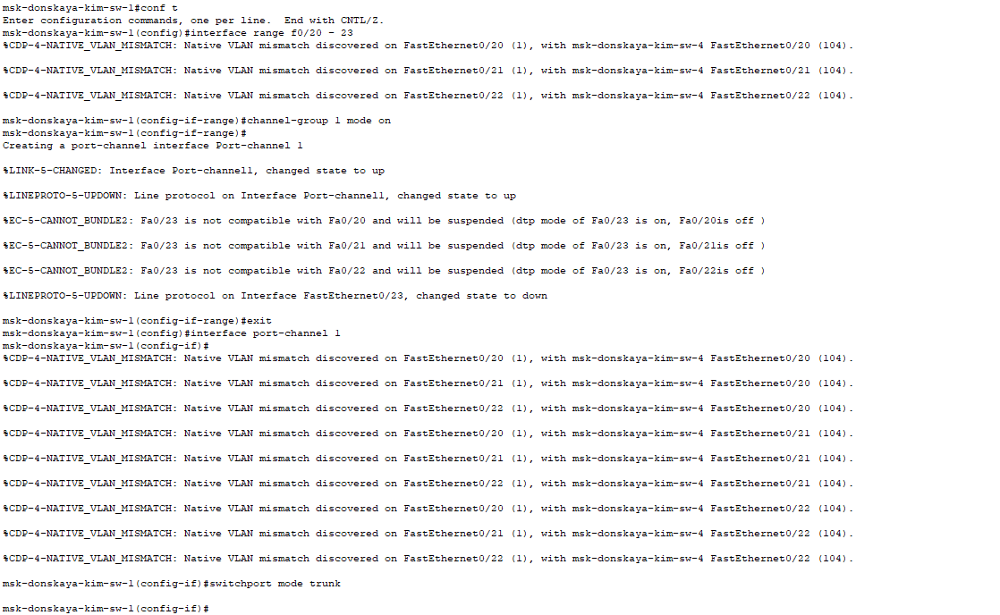 msk-donskaya-kim-sw-1#conf t
Enter configuration commands, one per line.  End with CNTL/Z.
msk-donskaya-kim-sw-1(config)#interface range f0/20 - 23
%CDP-4-NATIVE_VLAN_MISMATCH: Native VLAN mismatch discovered on FastEthernet0/20 (1), with msk-donskaya-kim-sw-4 FastEthernet0/20 (104).
%CDP-4-NATIVE_VLAN_MISMATCH: Native VLAN mismatch discovered on FastEthernet0/21 (1), with msk-donskaya-kim-sw-4 FastEthernet0/21 (104).
%CDP-4-NATIVE_VLAN_MISMATCH: Native VLAN mismatch discovered on FastEthernet0/22 (1), with msk-donskaya-kim-sw-4 FastEthernet0/22 (104).
msk-donskaya-kim-sw-1(config-if-range)#channel-group 1 mode on
msk-donskaya-kim-sw-1(config-if-range)#
Creating a port-channel interface Port-channel 1
%LINK-5-CHANGED: Interface Port-channel1, changed state to up
%LINEPROTO-5-UPDOWN: Line protocol on Interface Port-channel1, changed state to up
%EC-5-CANNOT_BUNDLE2: Fa0/23 is not compatible with Fa0/20 and will be suspended (dtp mode of Fa0/23 is on, Fa0/20is off )
%EC-5-CANNOT_BUNDLE2: Fa0/23 is not compatible with Fa0/21 and will be suspended (dtp mode of Fa0/23 is on, Fa0/21is off )
%EC-5-CANNOT_BUNDLE2: Fa0/23 is not compatible with Fa0/22 and will be suspended (dtp mode of Fa0/23 is on, Fa0/22is off )
%LINEPROTO-5-UPDOWN: Line protocol on Interface FastEthernet0/23, changed state to down
msk-donskaya-kim-sw-1(config-if-range)#exit
msk-donskaya-kim-sw-1(config)#interface port-channel 1
msk-donskaya-kim-sw-1(config-if)#
%CDP-4-NATIVE_VLAN_MISMATCH: Native VLAN mismatch discovered on FastEthernet0/20 (1), with msk-donskaya-kim-sw-4 FastEthernet0/20 (104).
%CDP-4-NATIVE_VLAN_MISMATCH: Native VLAN mismatch discovered on FastEthernet0/21 (1), with msk-donskaya-kim-sw-4 FastEthernet0/20 (104).
%CDP-4-NATIVE_VLAN_MISMATCH: Native VLAN mismatch discovered on FastEthernet0/22 (1), with msk-donskaya-kim-sw-4 FastEthernet0/20 (104).
%CDP-4-NATIVE_VLAN_MISMATCH: Native VLAN mismatch discovered on FastEthernet0/20 (1), with msk-donskaya-kim-sw-4 FastEthernet0/21 (104).
%CDP-4-NATIVE_VLAN_MISMATCH: Native VLAN mismatch discovered on FastEthernet0/21 (1), with msk-donskaya-kim-sw-4 FastEthernet0/21 (104).
%CDP-4-NATIVE_VLAN_MISMATCH: Native VLAN mismatch discovered on FastEthernet0/22 (1), with msk-donskaya-kim-sw-4 FastEthernet0/21 (104).
%CDP-4-NATIVE_VLAN_MISMATCH: Native VLAN mismatch discovered on FastEthernet0/20 (1), with msk-donskaya-kim-sw-4 FastEthernet0/22 (104).
%CDP-4-NATIVE_VLAN_MISMATCH: Native VLAN mismatch discovered on FastEthernet0/21 (1), with msk-donskaya-kim-sw-4 FastEthernet0/22 (104).
%CDP-4-NATIVE_VLAN_MISMATCH: Native VLAN mismatch discovered on FastEthernet0/22 (1), with msk-donskaya-kim-sw-4 FastEthernet0/22 (104).
msk-donskaya-kim-sw-1(config-if)#switchport mode trunk
msk-donskaya-kim-sw-1(config-if)#